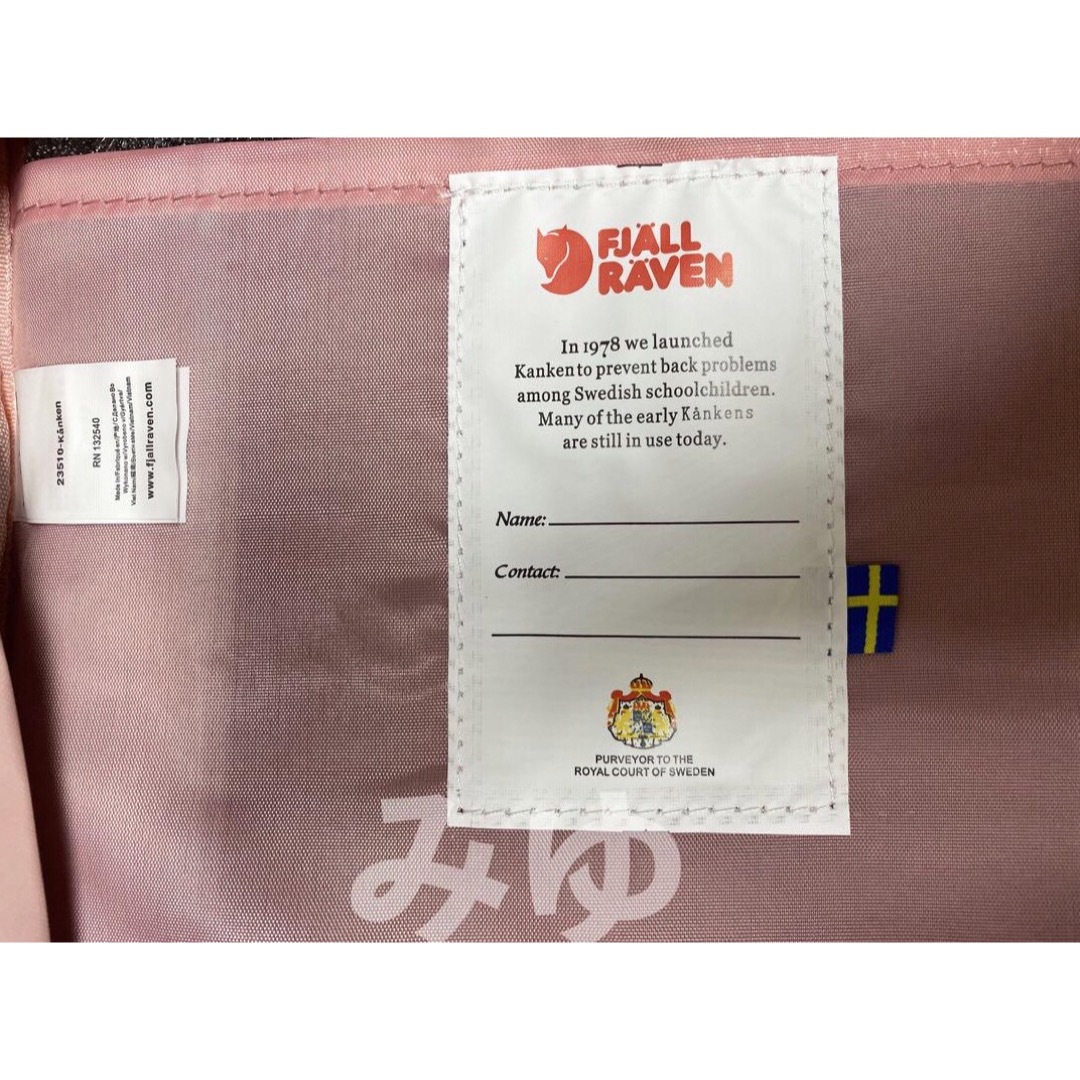 FJÄLL
RÄVEN
In 1978 we launched
Kanken to prevent back problems
among Swedish schoolchildren.
Many of the early Kånkens
are still in use today.
Name:
Contact:
PURVEYOR TO THE
ROYAL COURT OF SWEDEN
23510-Kånken
RN 132540
www.fjallraven.com
みゆ